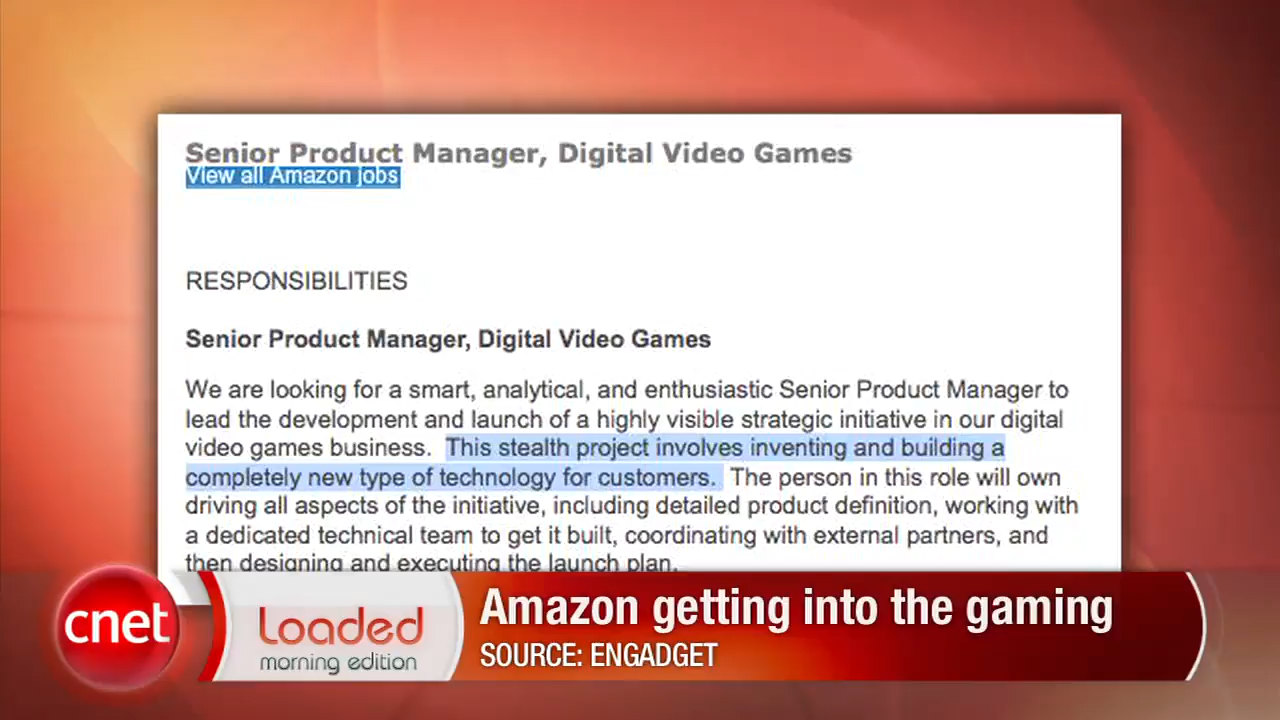 Senior Product Manager, Digital Video Games
View all Amazon jobs
RESPONSIBILITIES
Senior Product Manager, Digital Video Games
We are looking for a smart, analytical, and enthusiastic Senior Product Manager to
lead the development and launch of a highly visible strategic initiative in our digital
video games business. This stealth project involves inventing and building a
completely new type of technology for customers. The person in this role will own
driving all aspects of the initiative, including detailed product definition, working with
a dedicated technical team to get it built, coordinating with external partners, and
then designing and executing the launch plan.
cnet
Loaded
morning edition
Amazon getting into the gaming
SOURCE: ENGADGET